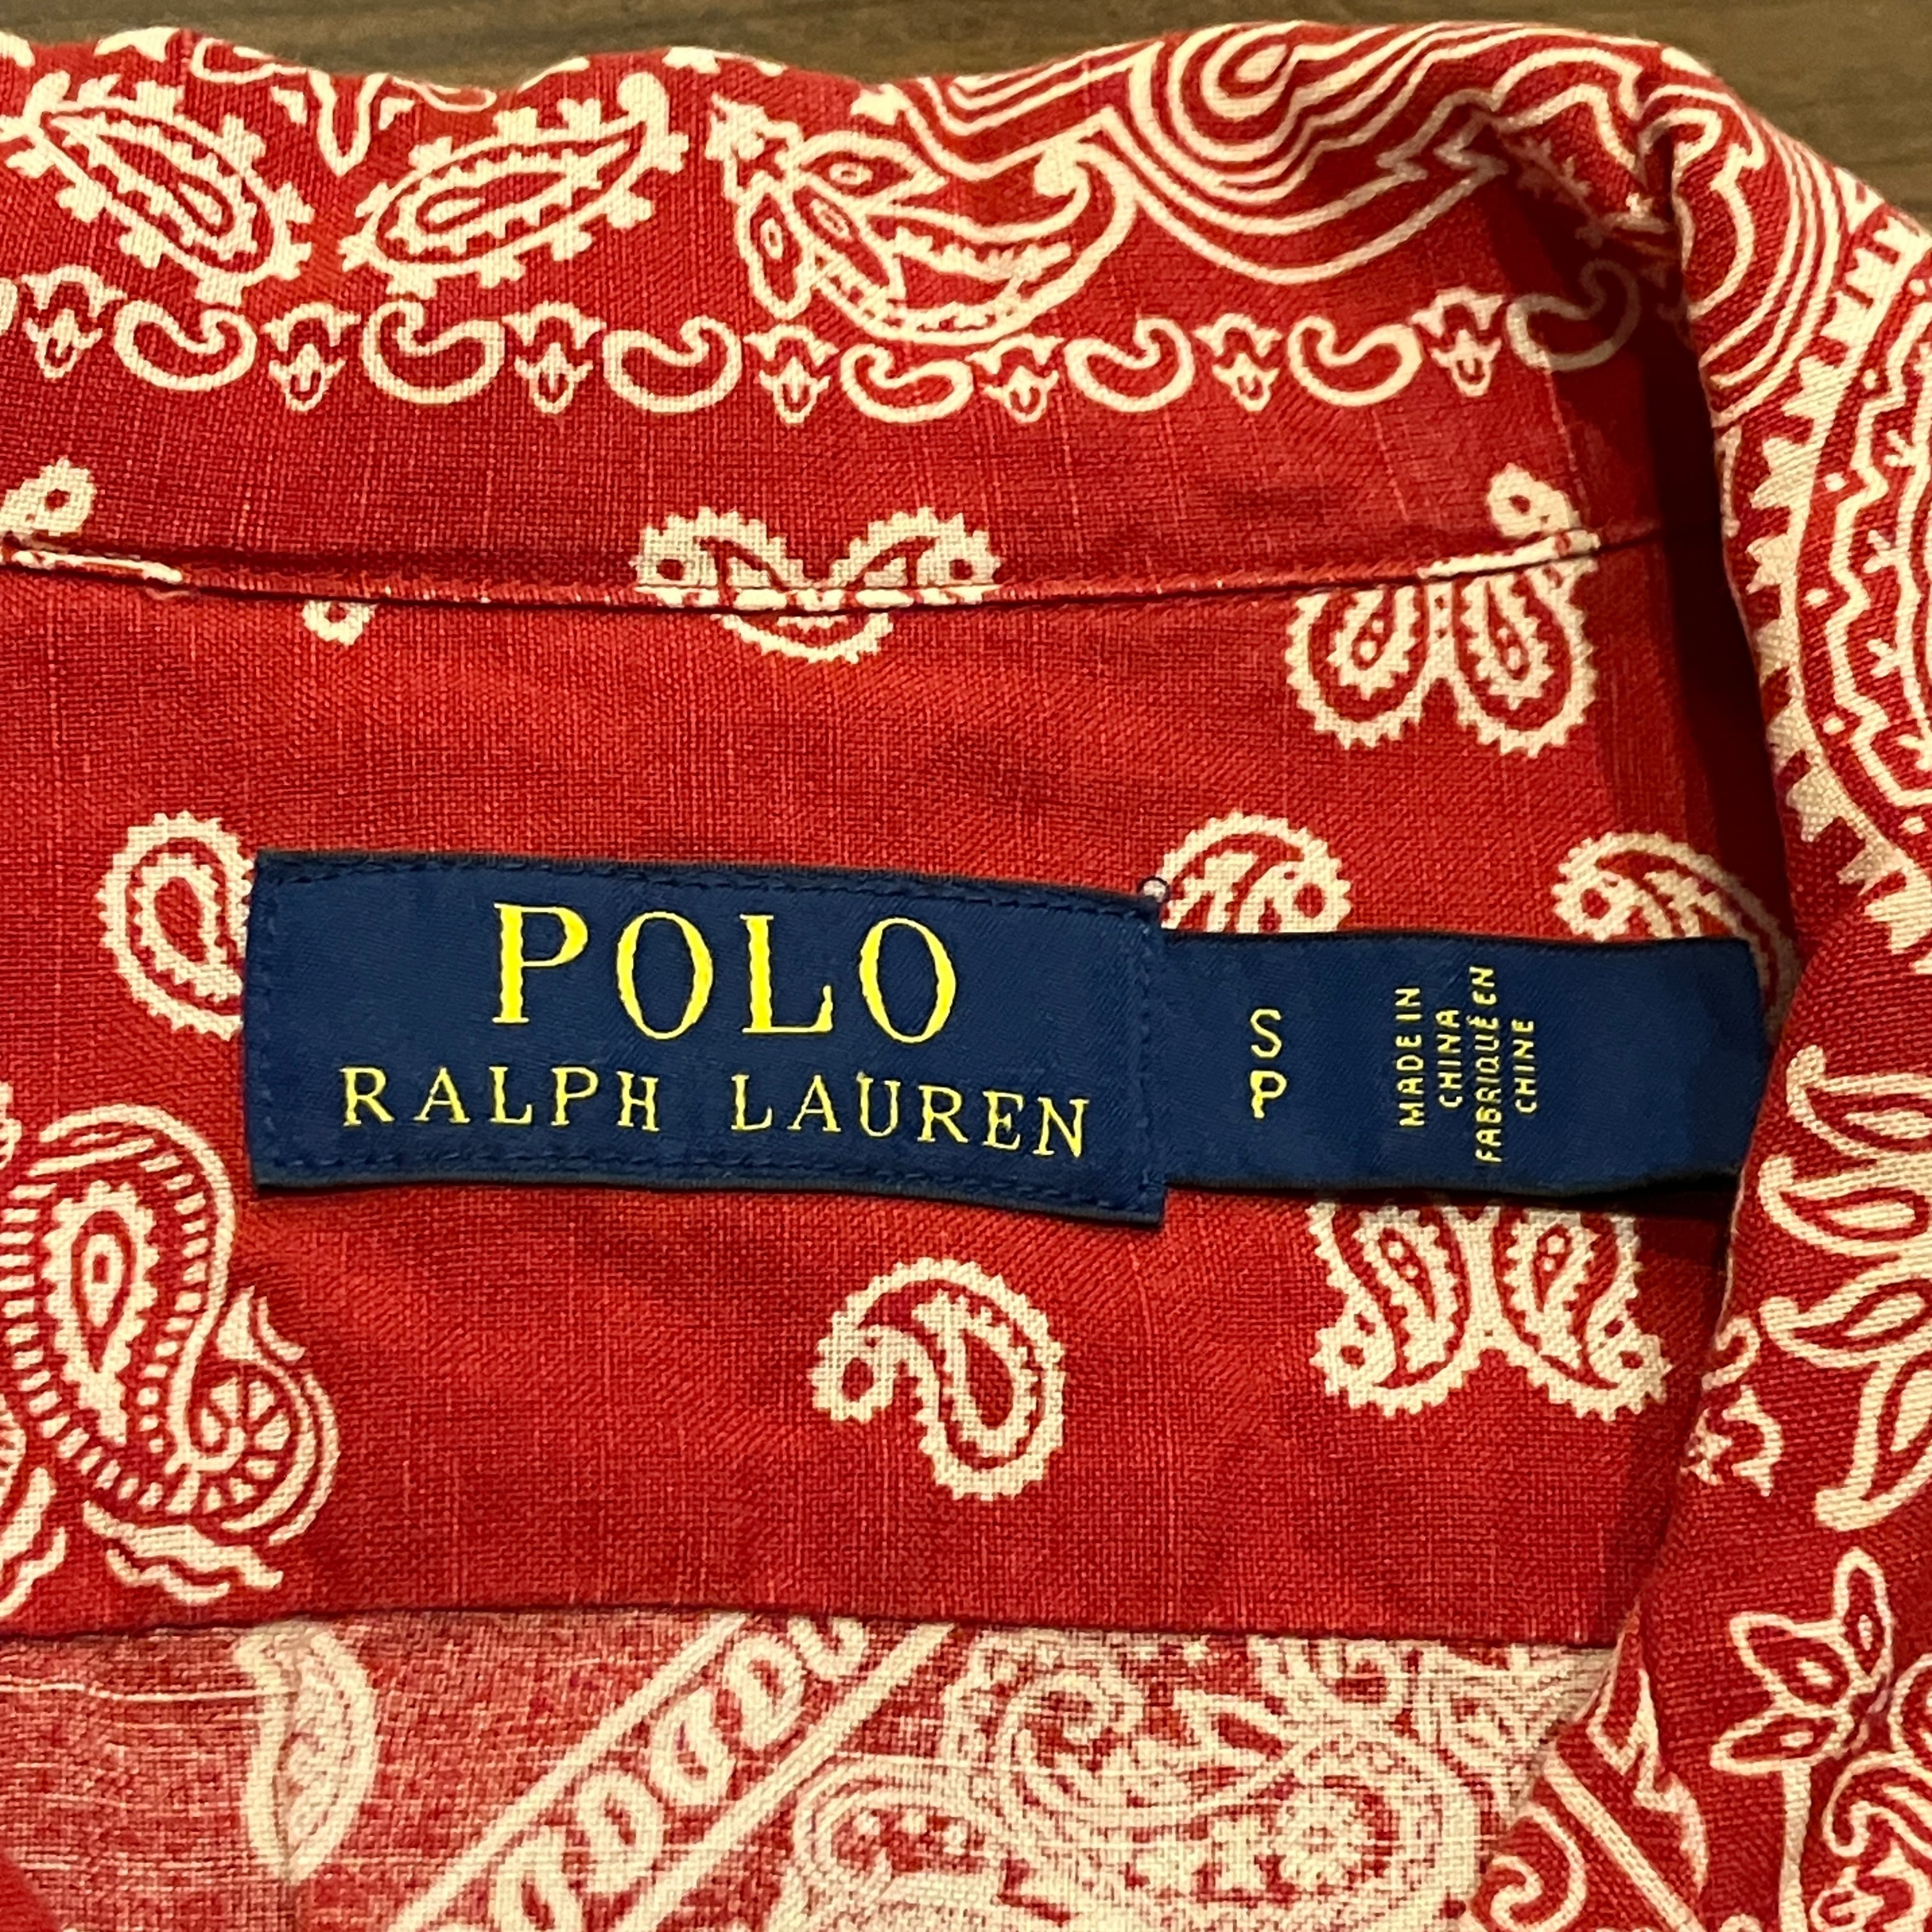 POLO
RALPH LAUREN
S
P
MADE IN
CHINA
FABRIQUÉ EN
CHINE